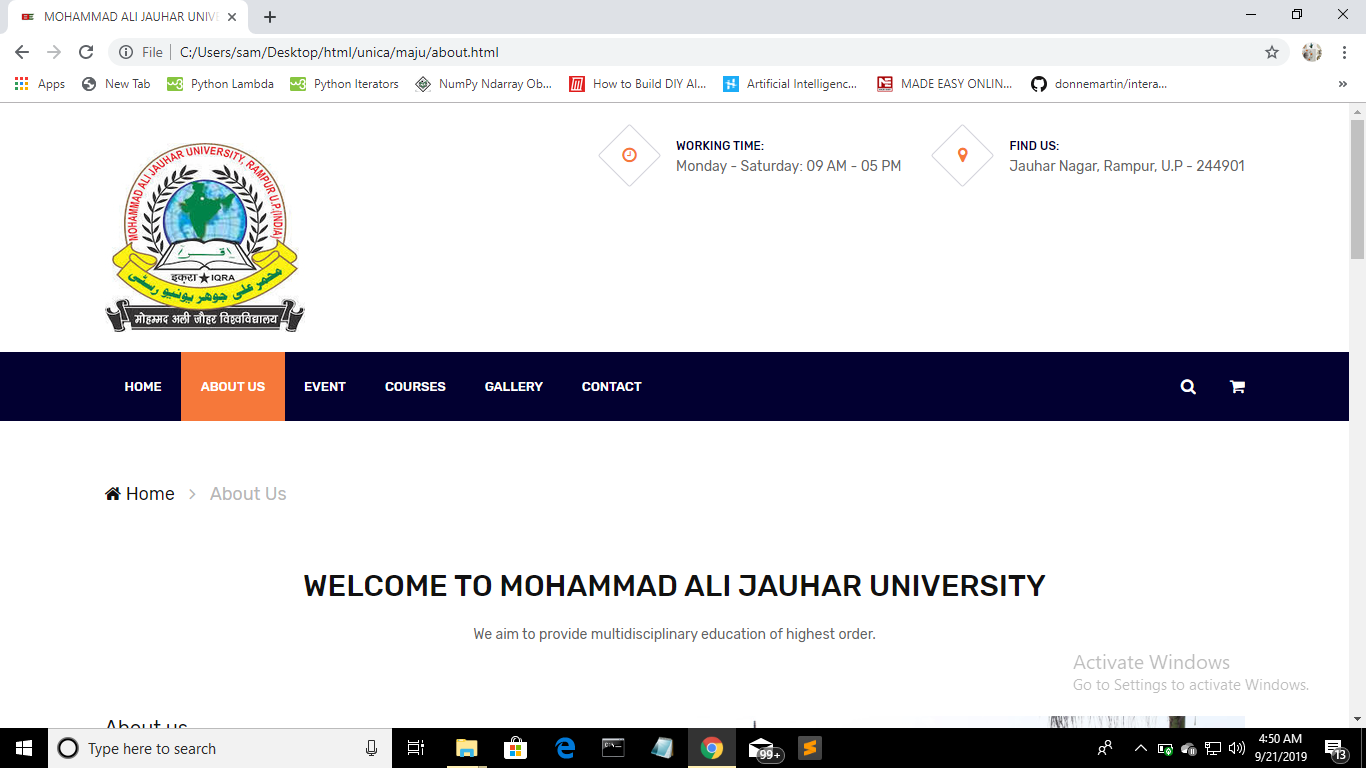 MOHAMMAD ALI JAUHAR UNIVE
File
C:/Users/sam/Desktop/html/unica/maju/about.html
Apps
New Tab
Python Lambda
Python Iterators
NumPy Ndarray Ob...
How to Build DIY AI...
Artificial Intelligenc...
MADE EASY ONLIN...
donnemartin/intera...
»
MOHAMMAD ALI JAUHAR UNIVERSITY, RAMPUR U.P.(INDIA)
اقرا
इक़रा ★ IQRA
محمد علی جوهر یونیورسٹی
मोहम्मद अली जौहर विश्वविद्यालय
WORKING TIME:
Monday - Saturday: 09 AM - 05 PM
FIND US:
Jauhar Nagar, Rampur, U.P - 244901
HOME
ABOUT US
EVENT
COURSES
GALLERY
CONTACT
Home > About Us
WELCOME TO MOHAMMAD ALI JAUHAR UNIVERSITY
We aim to provide multidisciplinary education of highest order.
Activate Windows
Go to Settings to activate Windows.
About us
Type here to search
99+
4:50 AM
9/21/2019
13